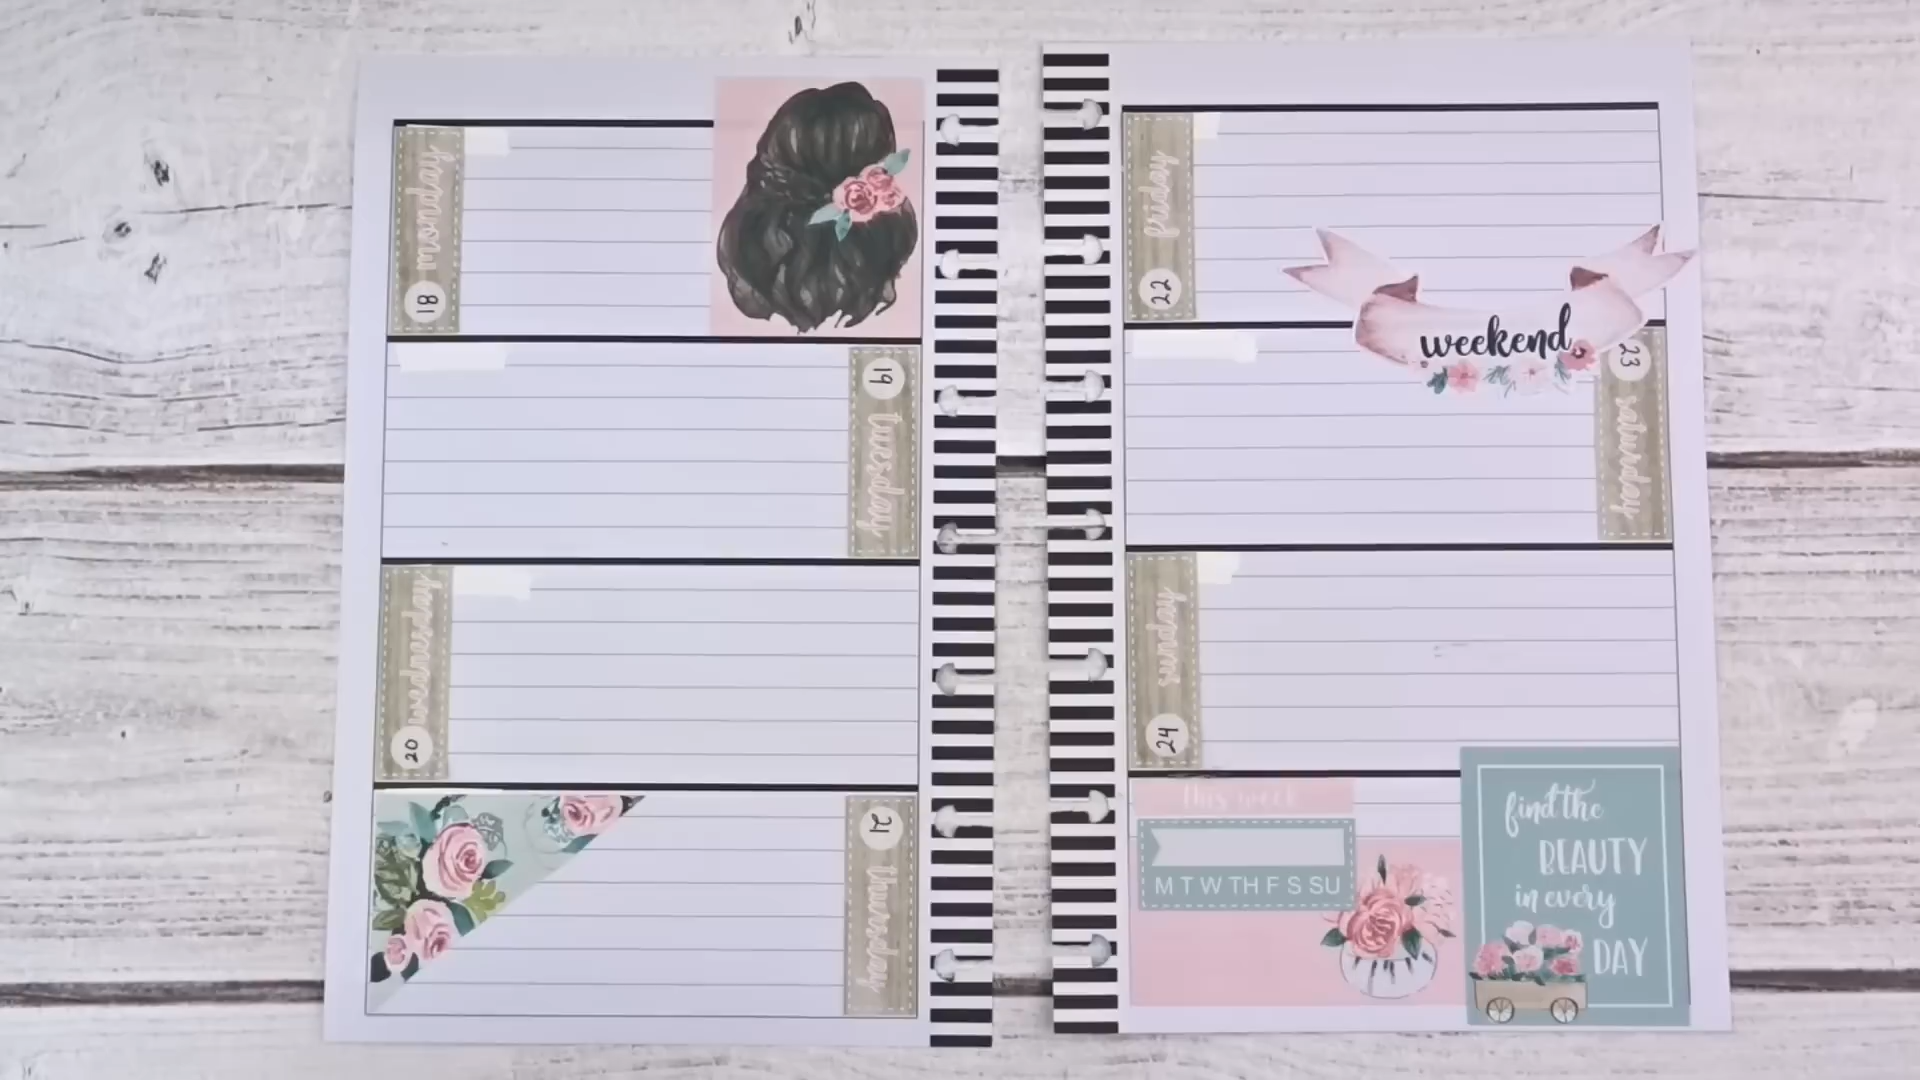 monday
18
19
tuesday
wednesday
20
21
thursday
friday
22
weekend
23
saturday
sunday
24
this week
M T W TH F S SU
find the
BEAUTY
in every
DAY